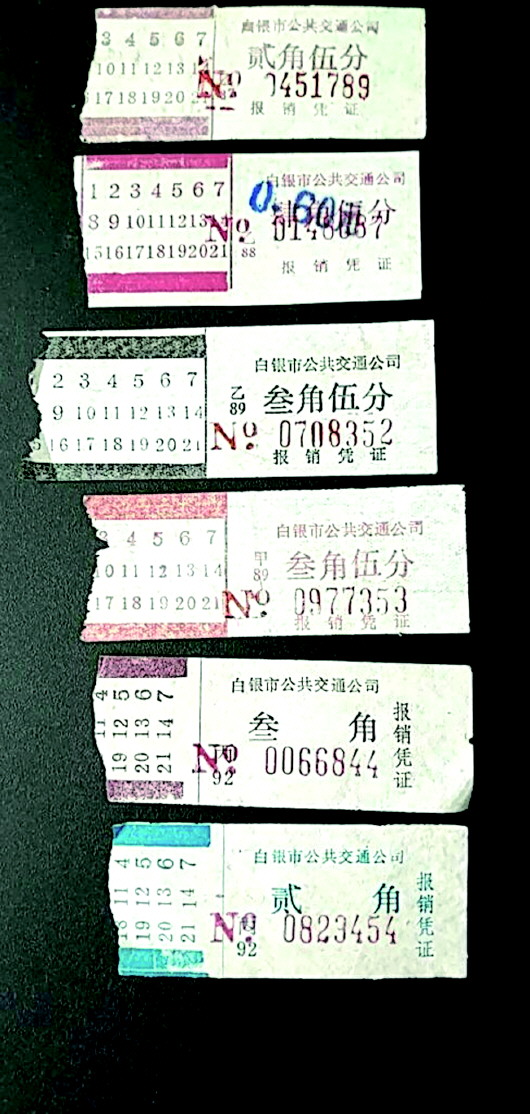 白银市公共交通公司
3 4 5 6 7
贰角伍分
10 11 12 13 14
No 0451789
17 18 19 20 21
报销凭证
白银市公共交通公司
1 2 3 4 5 6 7
0.60
伍分
8 9 10 11 12 13 14
No
15 16 17 18 19 20 21
88
报销凭证
白银市公共交通公司
2 3 4 5 6 7
乙
89
叁角伍分
9 10 11 12 13 14
No 0708352
16 17 18 19 20 21
报销凭证
白银市公共交通公司
3 4 5 6 7
甲
89
叁角伍分
10 11 12 13 14
No 0977353
17 18 19 20 21
报销凭证
白银市公共交通公司
4 5 6 7
叁 角
报销凭证
11 12 13 14
No 0066844
19 20 21
92
白银市公共交通公司
4 5 6 7
贰 角
报销凭证
11 12 13 14
No 0823454
18 19 20 21
92